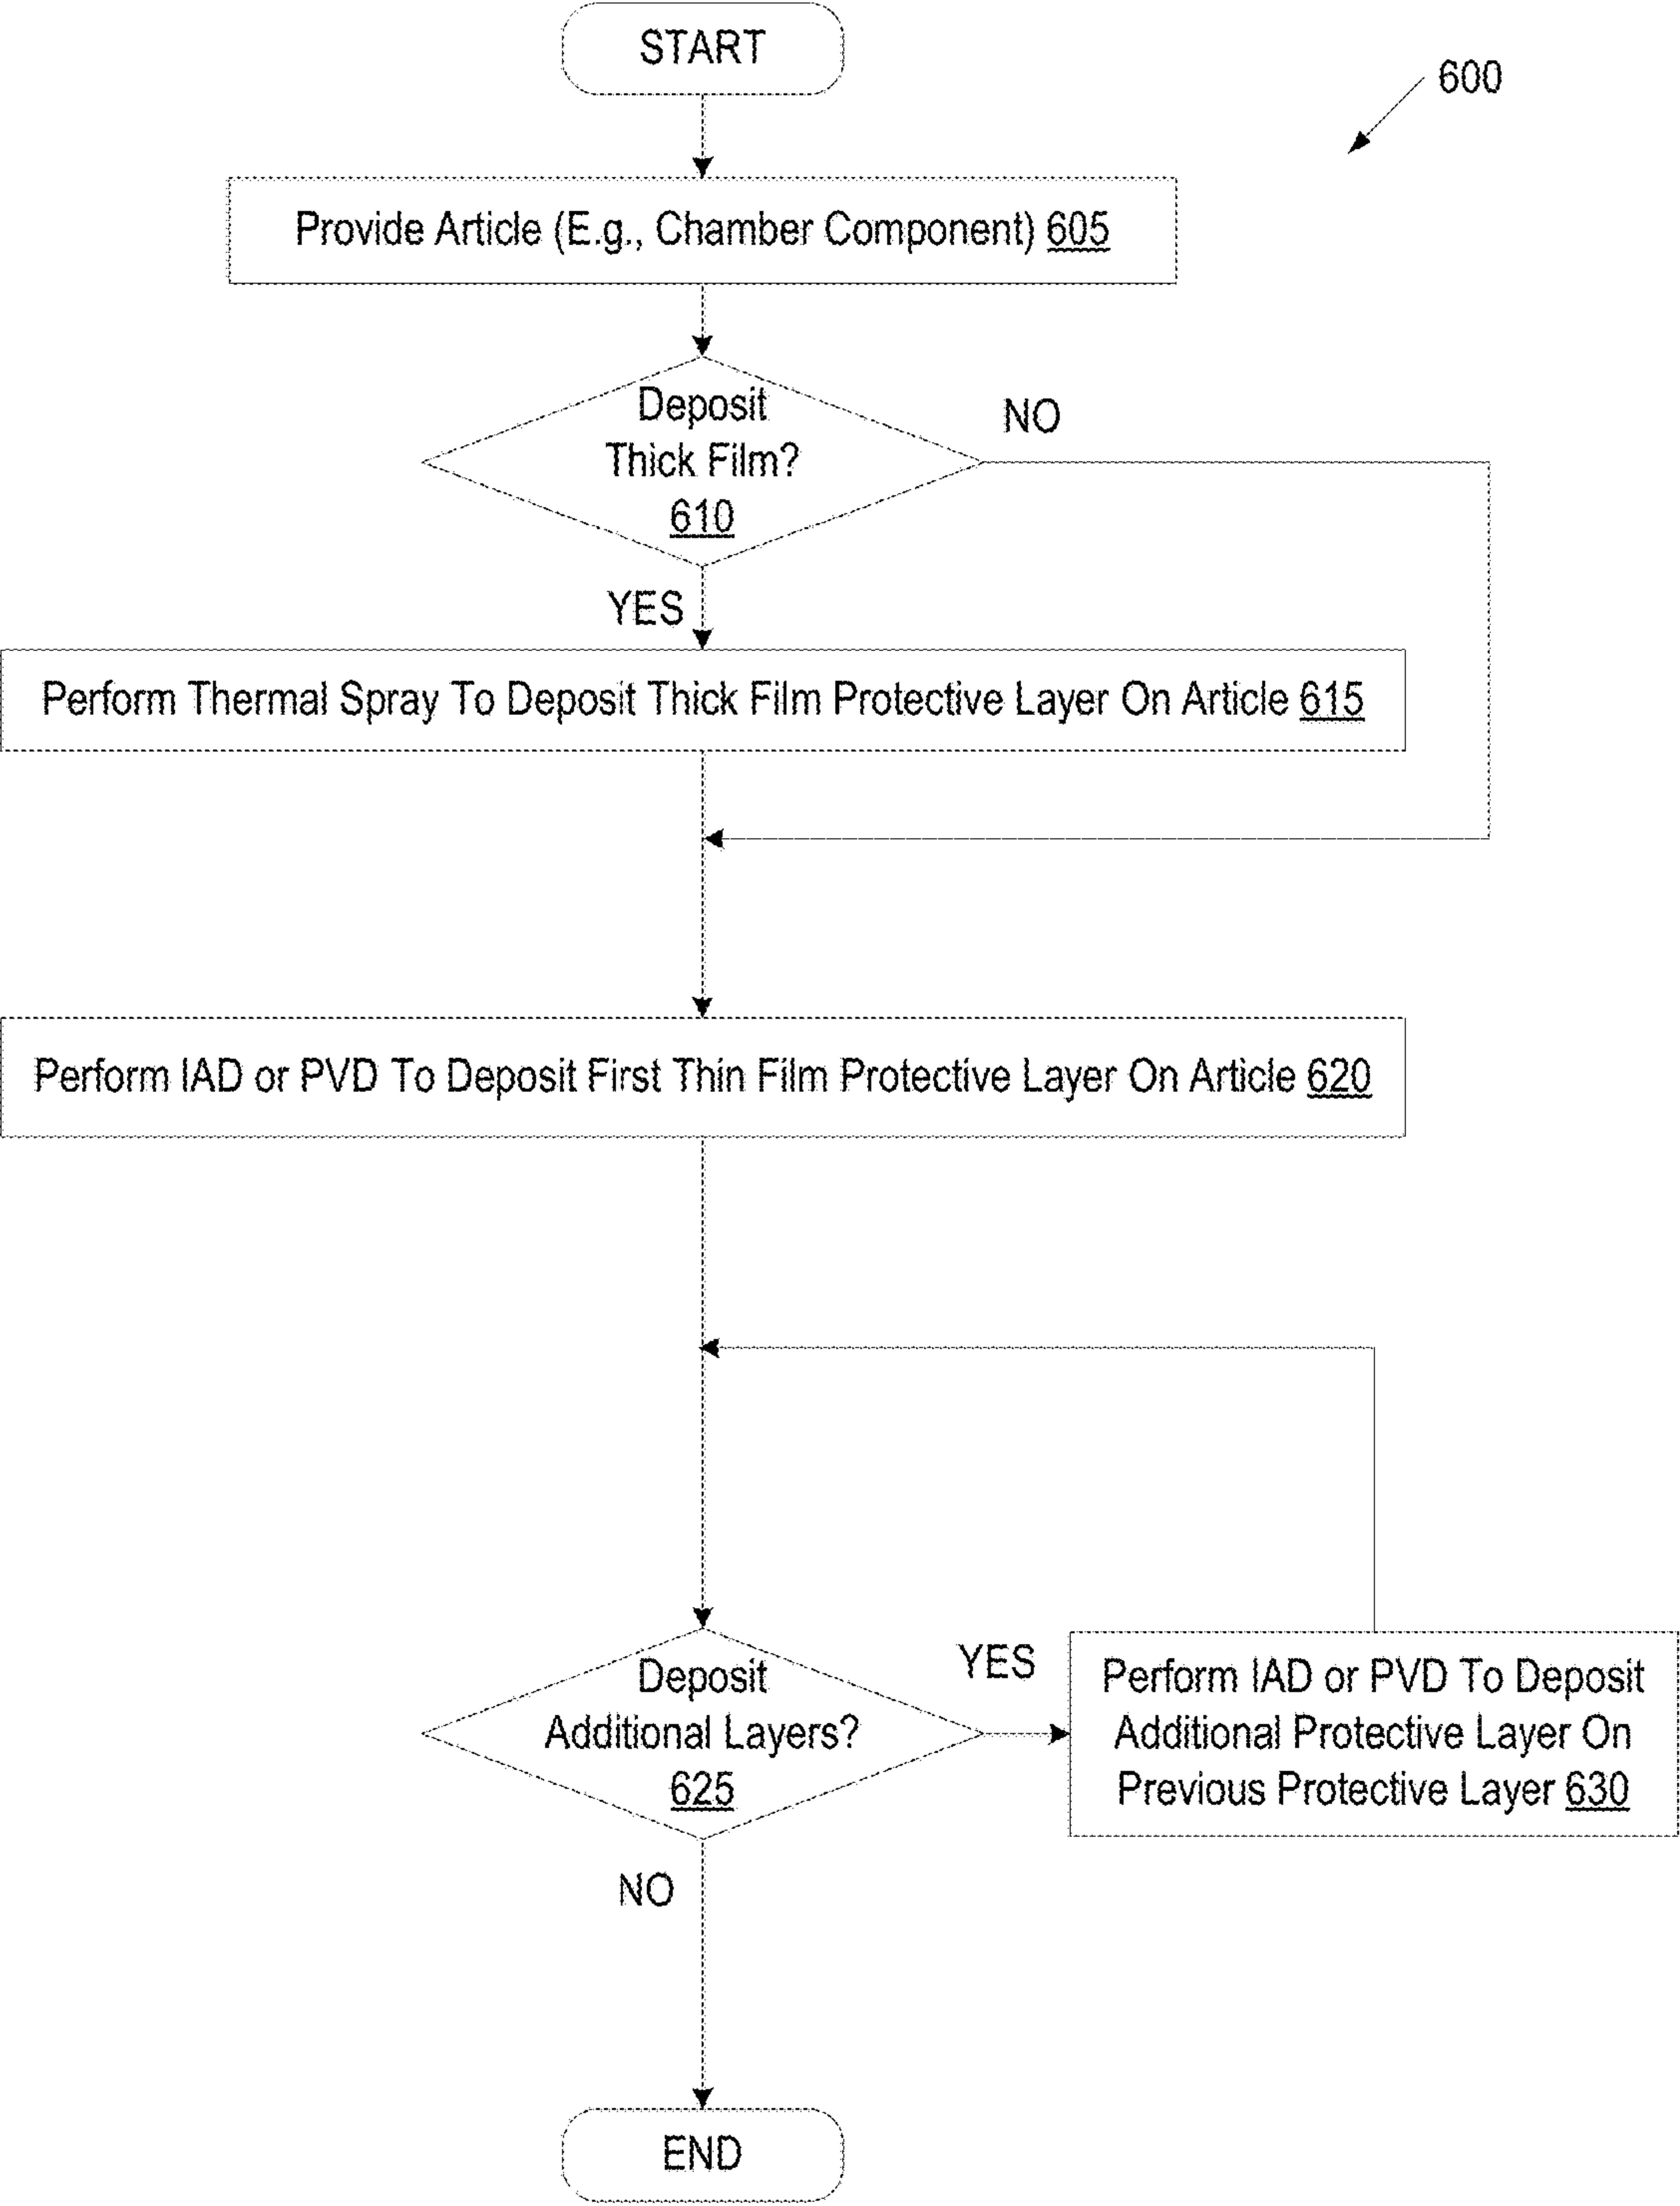 START
600
Provide Article (E.g., Chamber Component) 605
Deposit
Thick Film?
610
NO
YES
Perform Thermal Spray To Deposit Thick Film Protective Layer On Article 615
Perform IAD or PVD To Deposit First Thin Film Protective Layer On Article 620
Deposit
Additional Layers?
625
YES
Perform IAD or PVD To Deposit
Additional Protective Layer On
Previous Protective Layer 630
NO
END